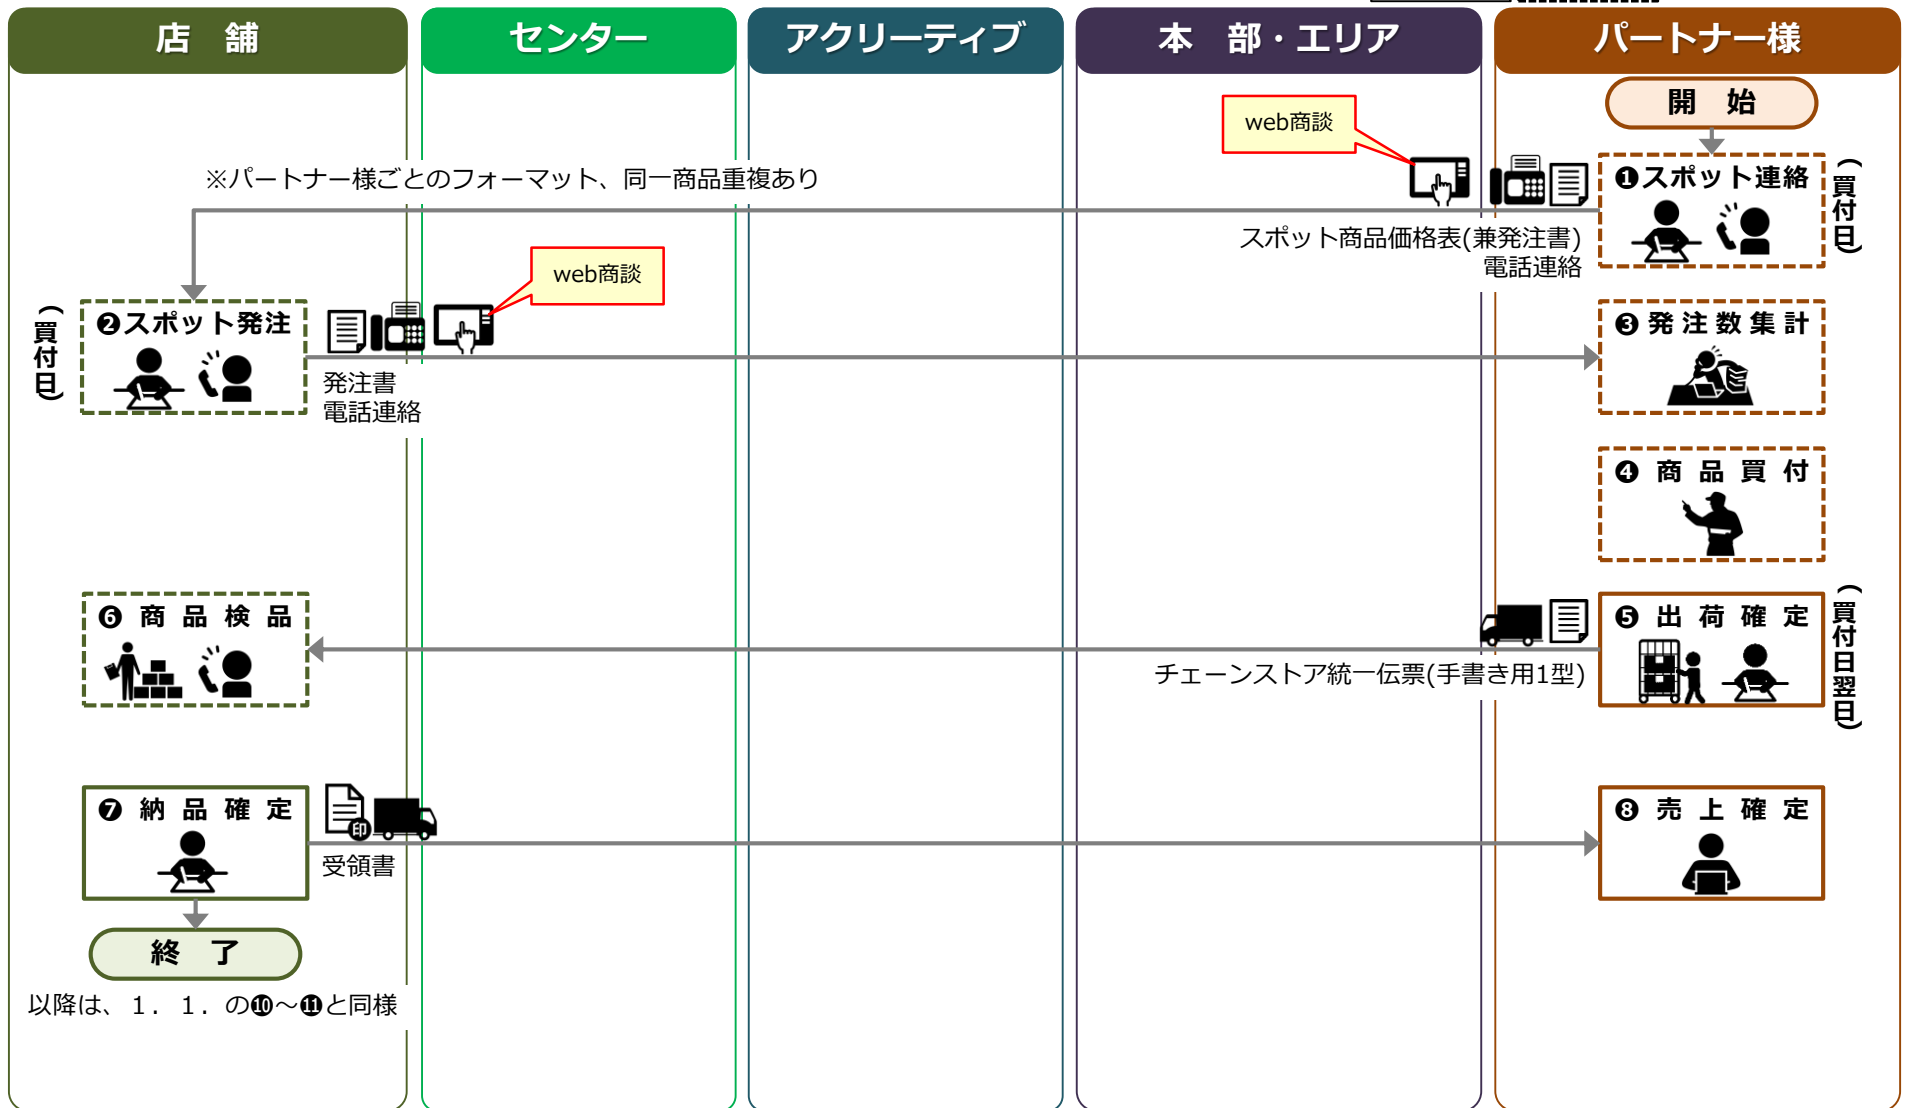 店　舗
センター
アクリーティブ
本　部・エリア
パートナー様
開　始
web商談
※パートナー様ごとのフォーマット、同一商品重複あり
❶スポット連絡
(買付日)
スポット商品価格表(兼発注書)
電話連絡
web商談
(買付日)
❷スポット発注
❸発注数集計
発注書
電話連絡
❹商品買付
❻商品検品
❺出荷確定
(買付日翌日)
チェーンストア統一伝票(手書き用1型)
❼納品確定
印
受領書
❽売上確定
終　了
以降は、１．１．の❿～⓫と同様